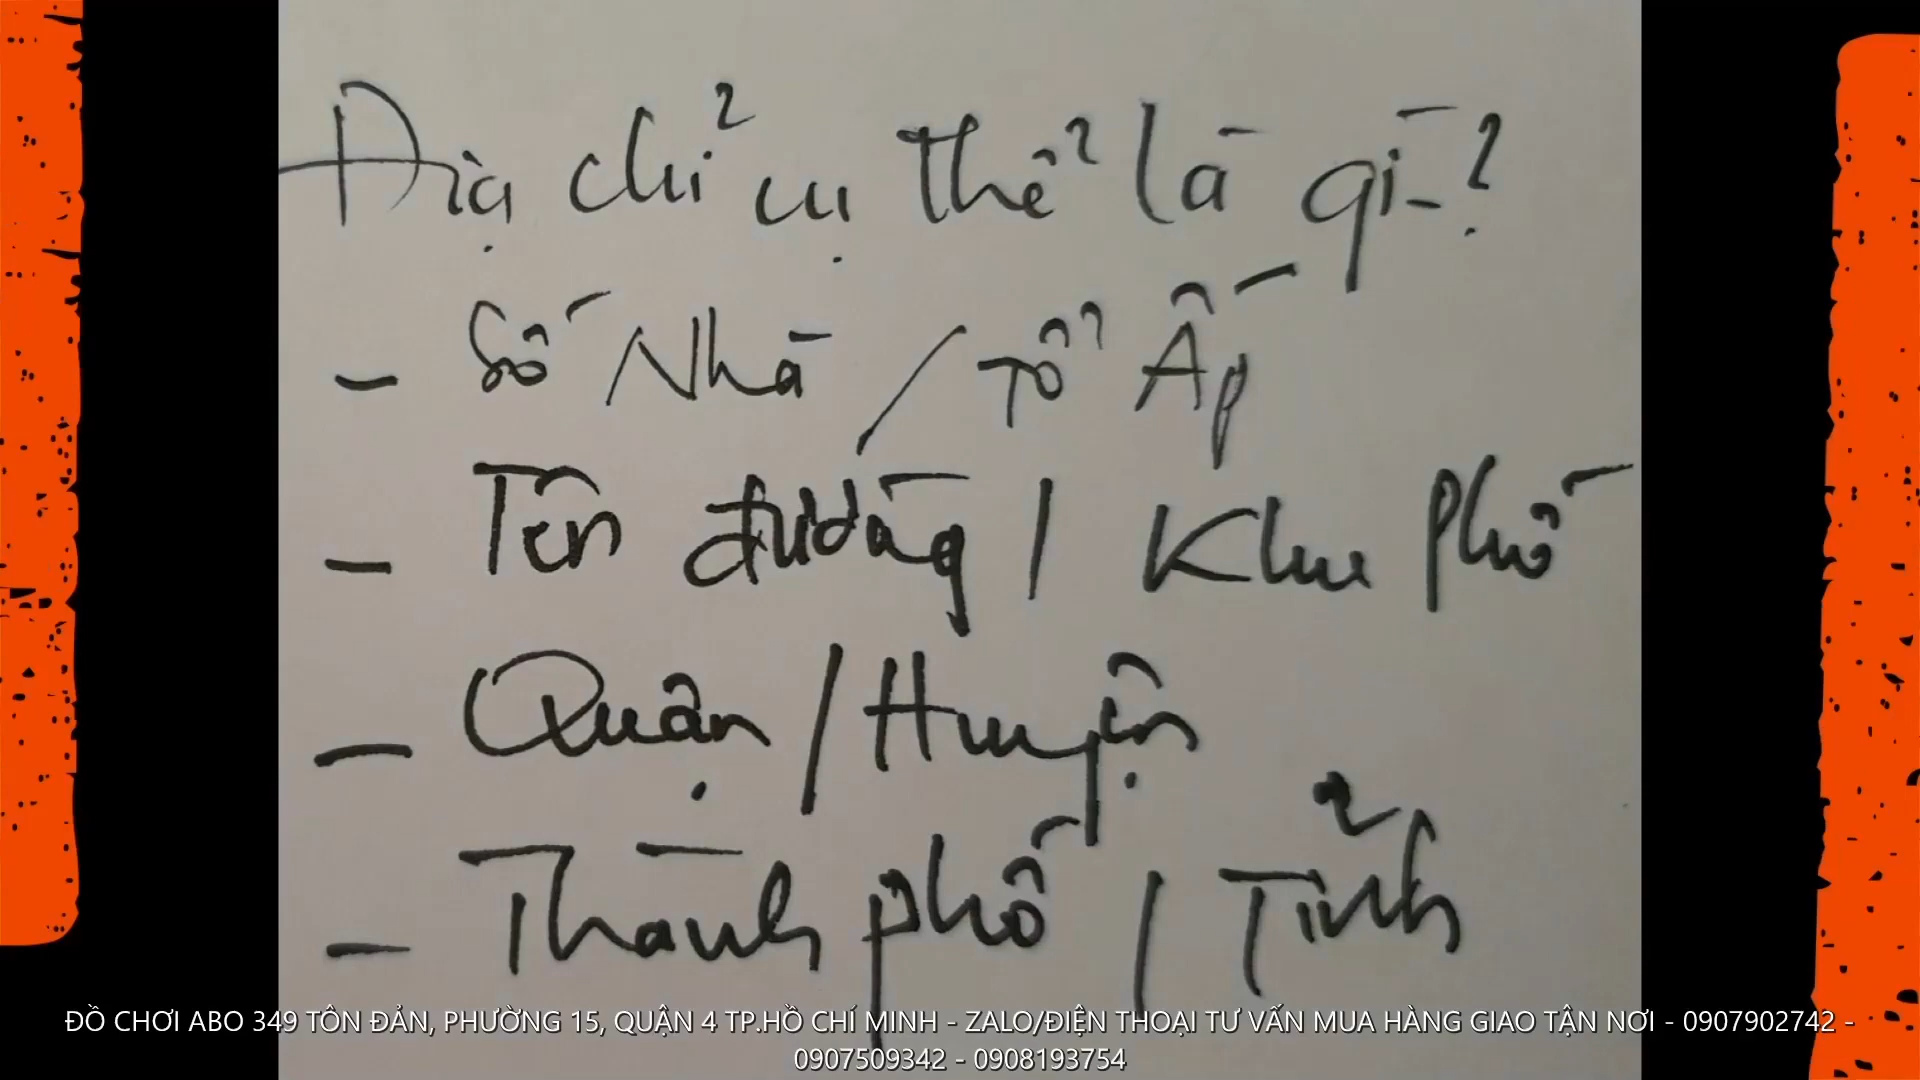 Địa chỉ cụ thể là gì?
- Số Nhà / Tổ Ấp
- Tên đường / Khu Phố
- Quận / Huyện
- Thành phố / Tỉnh
ĐỒ CHƠI ABO 349 TÔN ĐẢN, PHƯỜNG 15, QUẬN 4 TP.HỒ CHÍ MINH - ZALO/ĐIỆN THOẠI TƯ VẤN MUA HÀNG GIAO TẬN NƠI - 0907902742 -
0907509342 - 0908193754